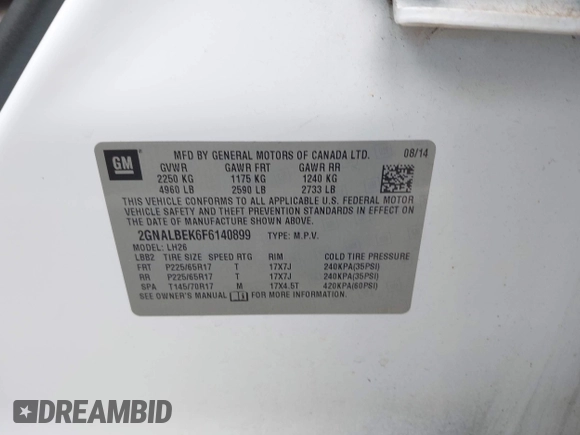 GM
MFD BY GENERAL MOTORS OF CANADA LTD. 08/14
GVWR GAWR FRT GAWR RR
2250 KG 1175 KG 1240 KG
4960 LB 2590 LB 2733 LB
THIS VEHICLE CONFORMS TO ALL APPLICABLE U.S. FEDERAL
MOTOR VEHICLE SAFETY, BUMPER, AND THEFT PREVENTION
STANDARDS IN EFFECT ON THE DATE OF MANUFACTURE SHOWN ABOVE.
2GNALBEK6F6140899 TYPE: M.P.V.
MODEL: LH26
LBB2 TIRE SIZE SPEED RTG RIM COLD TIRE PRESSURE
FRT P225/65R17 T 17X7J 240KPA(35PSI)
RR P225/65R17 T 17X7J 240KPA(35PSI)
SPA T145/70R17 M 17X4.5T 420KPA(60PSI)
SEE OWNER'S MANUAL FOR MORE INFORMATION.
DREAMBID